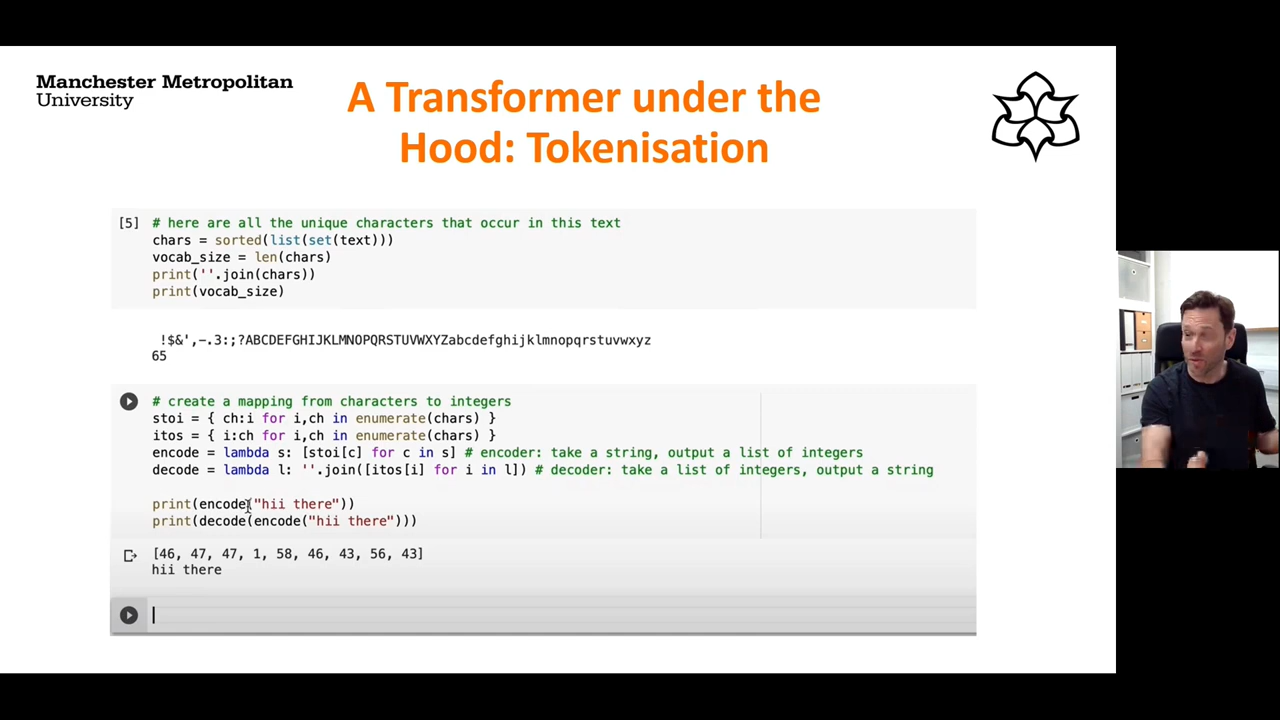 Manchester Metropolitan
University
A Transformer under the
Hood: Tokenisation
[5] # here are all the unique characters that occur in this text
chars = sorted(list(set(text)))
vocab_size = len(chars)
print(''.join(chars))
print(vocab_size)
!$&',-.3:;?ABCDEFGHIJKLMNOPQRSTUVWXYZabcdefghijklmnopqrstuvwxyz
65
# create a mapping from characters to integers
stoi = { ch:i for i,ch in enumerate(chars) }
itos = { i:ch for i,ch in enumerate(chars) }
encode = lambda s: [stoi[c] for c in s] # encoder: take a string, output a list of integers
decode = lambda l: ''.join([itos[i] for i in l]) # decoder: take a list of integers, output a string
print(encode("hii there"))
print(decode(encode("hii there")))
[46, 47, 47, 1, 58, 46, 43, 56, 43]
hii there